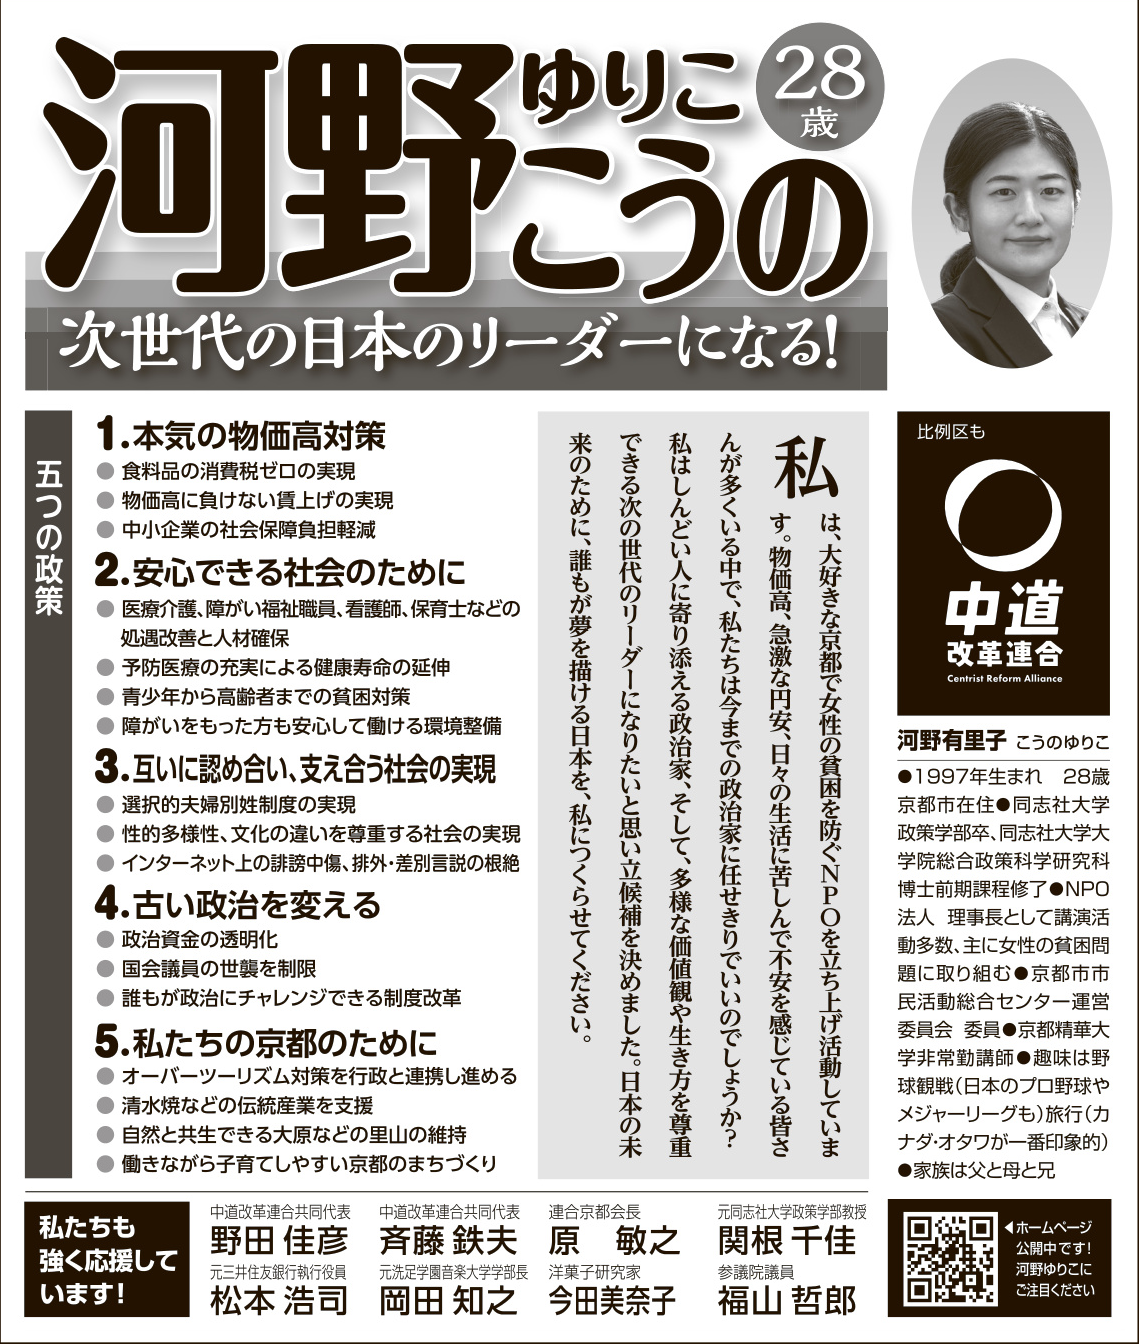 河野こうの
ゆりこ
28歳
次世代の日本のリーダーになる!
五つの政策
1.本気の物価高対策
●食料品の消費税ゼロの実現
●物価高に負けない賃上げの実現
●中小企業の社会保障負担軽減
2.安心できる社会のために
●医療介護、障がい福祉職員、看護師、保育士などの
処遇改善と人材確保
●予防医療の充実による健康寿命の延伸
●青少年から高齢者までの貧困対策
●障がいをもった方も安心して働ける環境整備
3.互いに認め合い、支え合う社会の実現
●選択的夫婦別姓制度の実現
●性的多様性、文化の違いを尊重する社会の実現
●インターネット上の誹謗中傷、排外・差別言説の根絶
4.古い政治を変える
●政治資金の透明化
●国会議員の世襲を制限
●誰もが政治にチャレンジできる制度改革
5.私たちの京都のために
●オーバーツーリズム対策を行政と連携し進める
●清水焼などの伝統産業を支援
●自然と共生できる大原などの里山の維持
●働きながら子育てしやすい京都のまちづくり
私は、大好きな京都で女性の貧困を防ぐNPOを立ち上げ活動していま
す。物価高、急激な円安、日々の生活に苦しんで不安を感じている皆さ
んが多くいる中で、私たちは今までの政治家に任せきりでいいのでしょうか?
私はしんどい人に寄り添える政治家、そして、多様な価値観や生き方を尊重
できる次の世代のリーダーになりたいと思い立候補を決めました。日本の未
来のために、誰もが夢を描ける日本を、私につくらせてください。
比例区も
中道
改革連合
Centrist Reform Alliance
河野有里子 こうのゆりこ
●1997年生まれ 28歳
京都市在住●同志社大学
政策学部卒、同志社大学大
学院総合政策科学研究科
博士前期課程修了●NPO
法人 理事長として講演活
動多数、主に女性の貧困問
題に取り組む●京都市市
民活動総合センター運営
委員会 委員●京都精華大
学非常勤講師●趣味は野
球観戦(日本のプロ野球や
メジャーリーグも)旅行(カ
ナダ・オタワが一番印象的)
●家族は父と母と兄
私たちも
強く応援して
います!
中道改革連合共同代表
野田 佳彦
中道改革連合共同代表
斉藤 鉄夫
連合京都会長
原 敏之
元同志社大学政策学部教授
関根 千佳
元三井住友銀行執行役員
松本 浩司
元洗足学園音楽大学学部長
岡田 知之
洋菓子研究家
今田美奈子
参議院議員
福山 哲郎
◀ホームページ
公開中です!
河野ゆりこに
ご注目ください